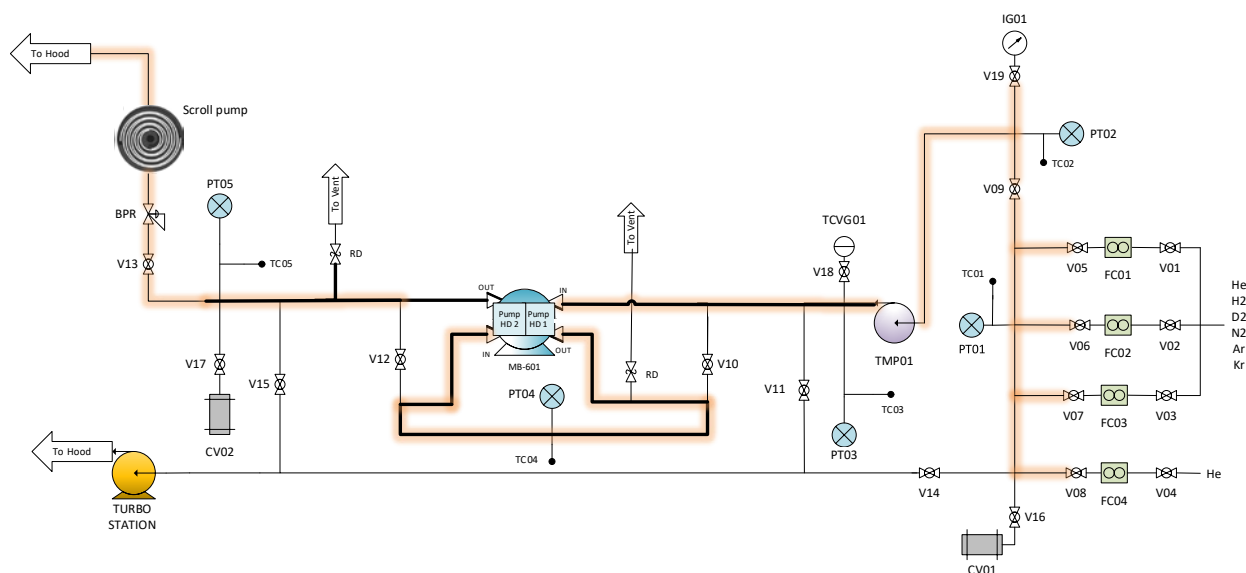 IG01
To Hood
V19
Scroll pump
PT02
TC02
To Vent
PT05
V09
BPR
To Vent
TCVG01
V05
FC01
V01
RD
V13
TC05
V18
TC01
He
H2
D2
N2
Ar
Kr
OUT
IN
Pump
HD 2
Pump
HD 1
PT01
V06
FC02
V02
TMP01
IN
OUT
MB-601
V12
V17
V15
RD
V10
V11
PT04
TC03
V07
FC03
V03
CV02
PT03
To Hood
TC04
He
V14
V08
FC04
V04
TURBO
STATION
V16
CV01